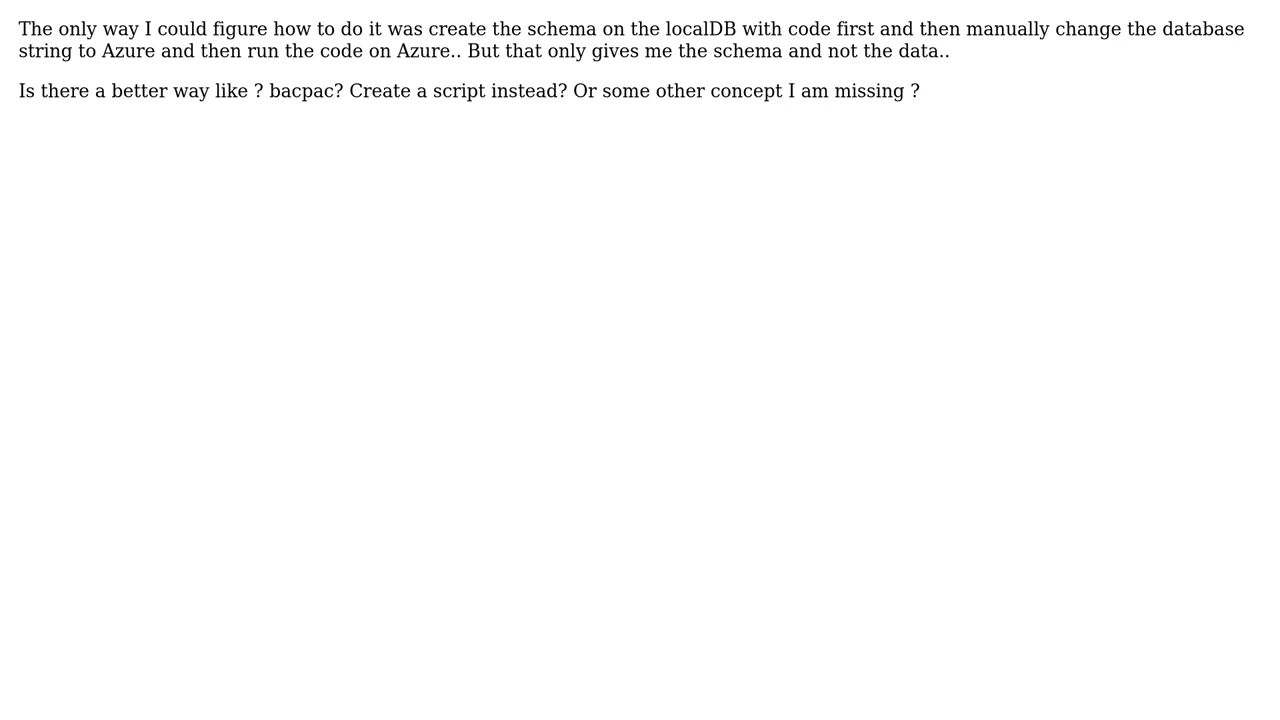 The only way I could figure how to do it was create the schema on the localDB with code first and then manually change the database
string to Azure and then run the code on Azure.. But that only gives me the schema and not the data..
Is there a better way like ? bacpac? Create a script instead? Or some other concept I am missing ?